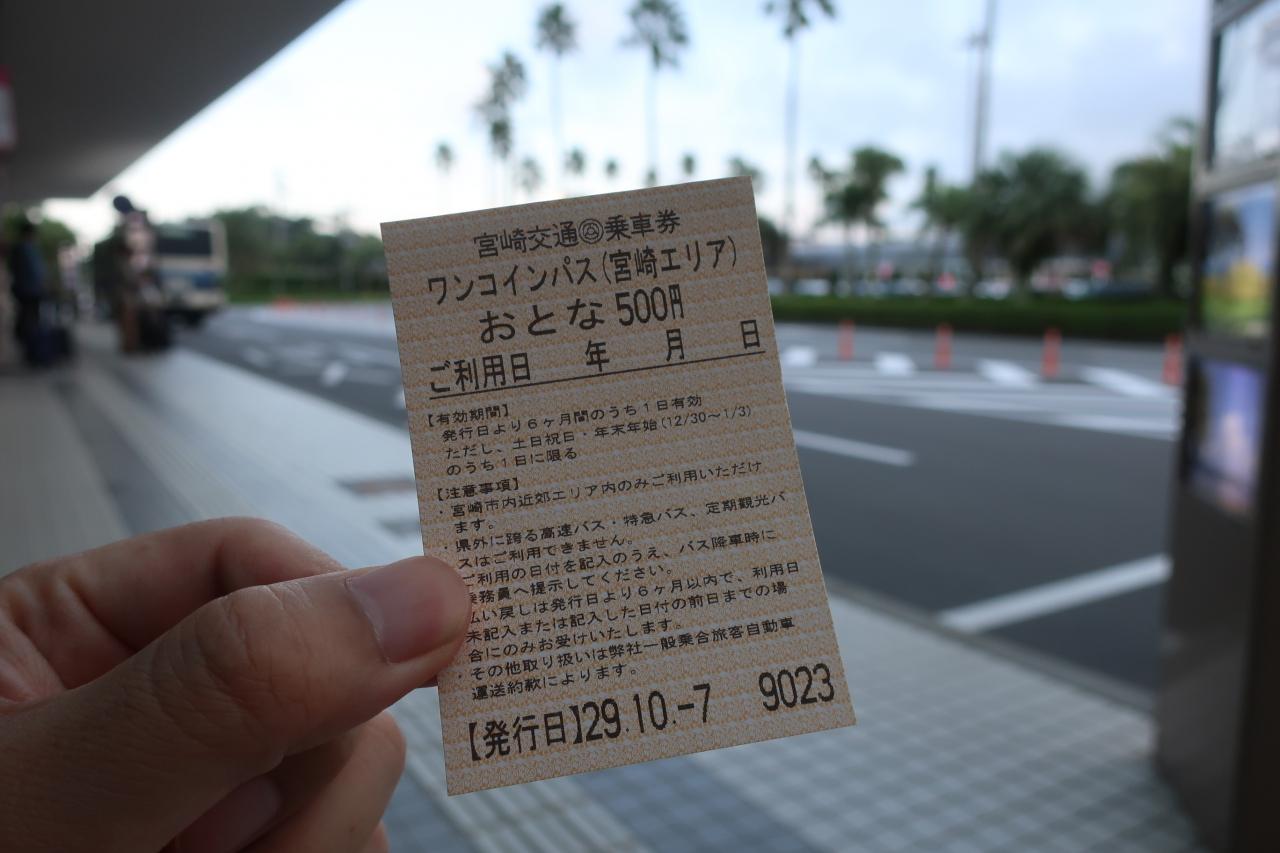 宮崎交通 乗車券
ワンコインパス(宮崎エリア)
おとな 500円
ご利用日 年 月 日
【有効期間】
発行日より6ヶ月間のうち1日有効
ただし、土日祝日・年末年始(12/30～1/3)
のうち1日に限る
【注意事項】
・宮崎市内近郊エリア内のみご利用いただけ
ます。
・県外に跨る高速バス・特急バス、定期観光バ
スはご利用できません。
ご利用の日付を記入のうえ、バス降車時に
務員へ提示してください。
い戻しは発行日より6ヶ月以内で、利用日
未記入または記入した日付の前日までの場
合にのみお受けいたします。
・その他取り扱いは弊社一般乗合旅客自動車
運送約款によります。
【発行日】29.10.-7 9023